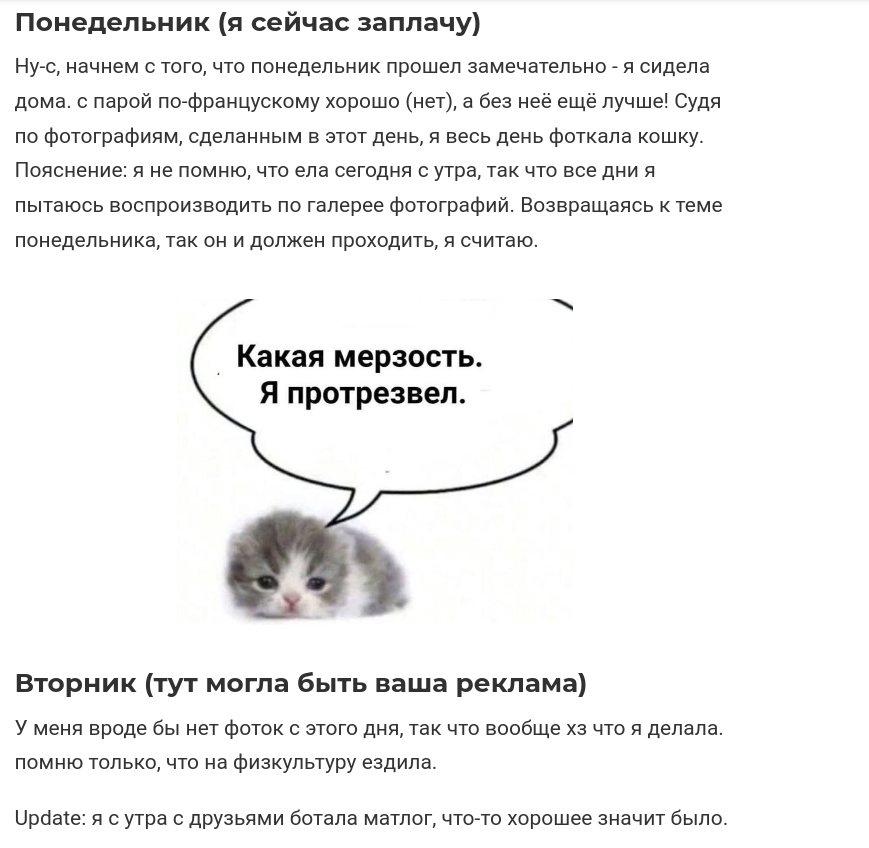 Понедельник (я сейчас заплачу)
Ну-с, начнем с того, что понедельник прошел замечательно - я сидела
дома. с парой по-француски хорошо (нет), а без неё ещё лучше! Судя
по фотографиям, сделанным в этот день, я весь день фоткала кошку.
Пояснение: я не помню, что ела сегодня с утра, так что все дни я
пытаюсь воспроизводить по галерее фотографий. Возвращаясь к теме
понедельника, так он и должен проходить, я считаю.
Какая мерзость.
Я протрезвел.
Вторник (тут могла быть ваша реклама)
У меня вроде бы нет фоток с этого дня, так что вообще хз что я делала.
помню только, что на физкультуру ездила.
Update: я с утра с друзьями ботала матлог, что-то хорошее значит было.